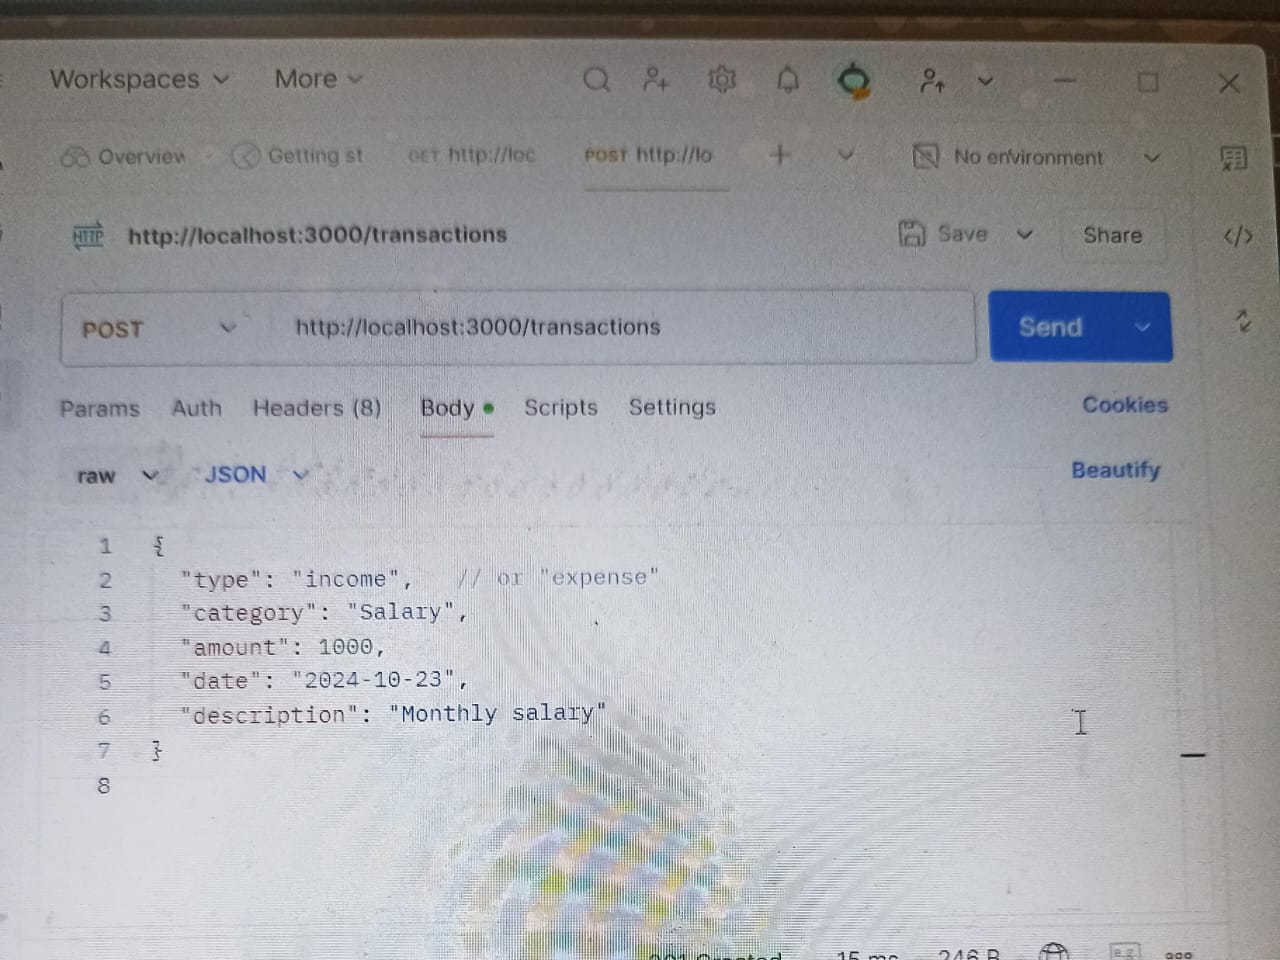 Workspaces More
Overview Getting st GET http://loc POST http://lo No environment
HTTP http://localhost:3000/transactions Save Share </>
POST http://localhost:3000/transactions Send
Params Auth Headers (8) Body Scripts Settings Cookies
raw JSON Beautify
1 {
2 "type": "income", // or "expense"
3 "category": "Salary",
4 "amount": 1000,
5 "date": "2024-10-23",
6 "description": "Monthly salary"
7 }
8
201 Created 15 ms 246 B